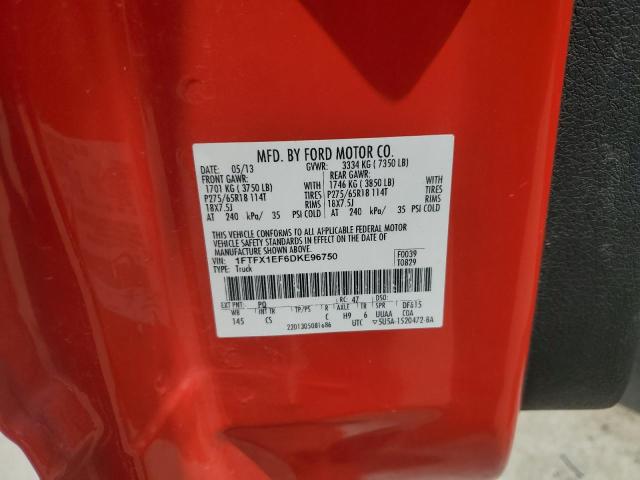 MFD. BY FORD MOTOR CO.
DATE: 05/13 GVWR: 3334 KG ( 7350 LB)
FRONT GAWR: REAR GAWR:
1701 KG ( 3750 LB) WITH 1746 KG ( 3850 LB) WITH
P275/65R18 114T TIRES P275/65R18 114T TIRES
18X7.5J RIMS 18X7.5J RIMS
AT 240 kPa/ 35 PSI COLD AT 240 kPa/ 35 PSI COLD
THIS VEHICLE CONFORMS TO ALL APPLICABLE FEDERAL MOTOR
VEHICLE SAFETY STANDARDS IN EFFECT ON THE DATE OF
MANUFACTURE SHOWN ABOVE.
VIN: 1FTFX1EF6DKE96750 F0039
TYPE: Truck T0829
EXT PNT: PQ RC: 47 DSO:
WB INT TR TP/PS R AXLE TR SPR DF615
145 CS C H9 6 UUAA COA
2201305081686 UTC ▽5U5A-1520472-BA